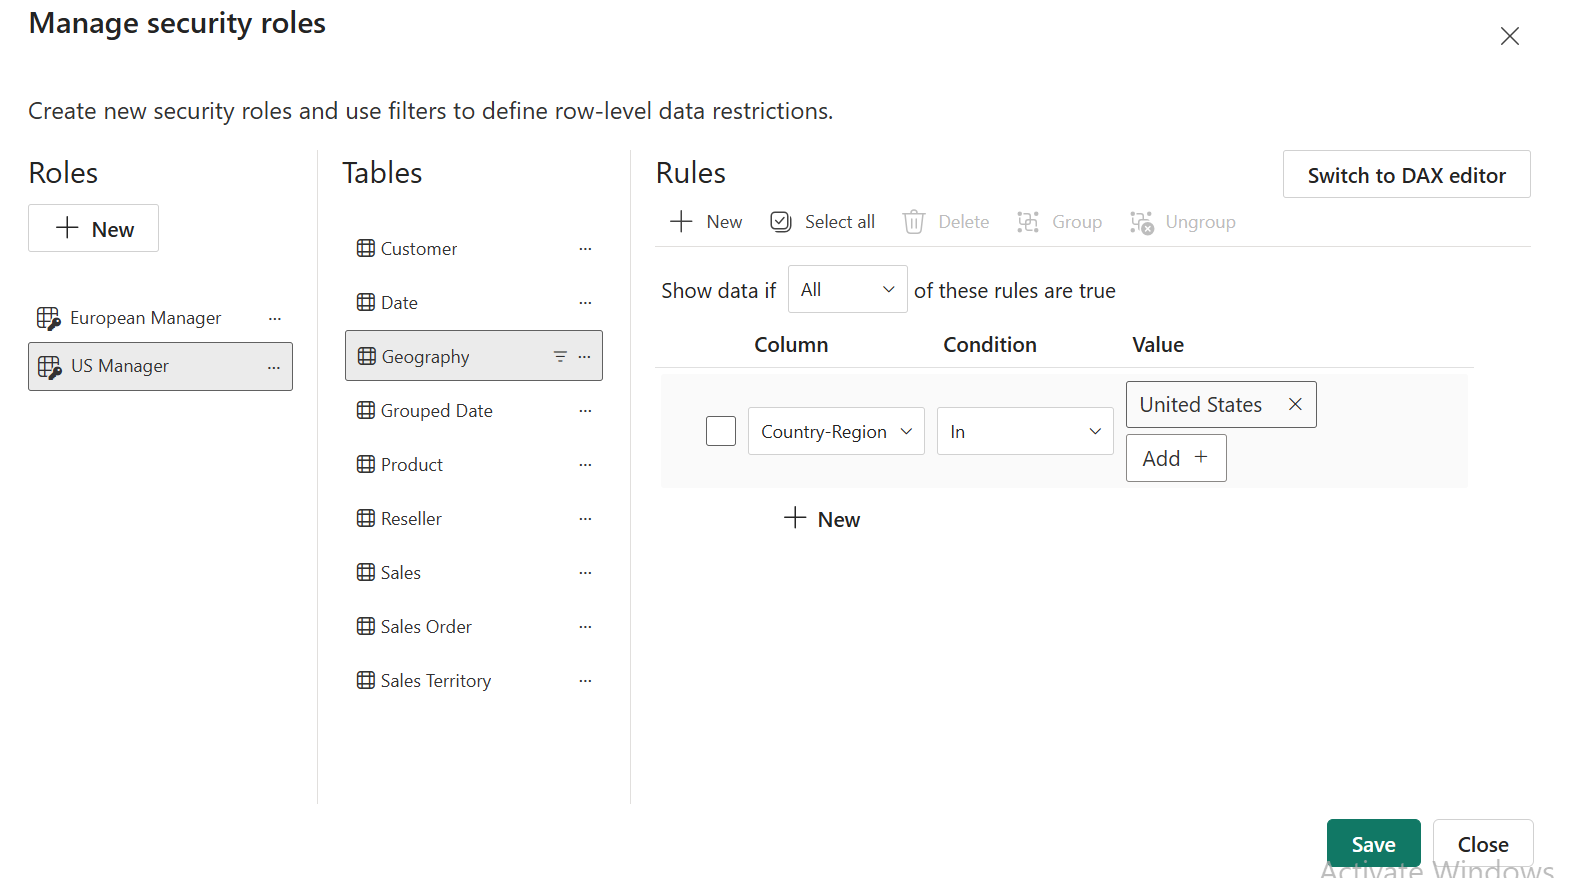 Manage security roles
Create new security roles and use filters to define row-level data restrictions.
Roles
New
European Manager
US Manager
Tables
Customer
Date
Geography
Grouped Date
Product
Reseller
Sales
Sales Order
Sales Territory
Rules
Switch to DAX editor
New Select all Delete Group Ungroup
Show data if All of these rules are true
Column Condition Value
Country-Region In United States
Add +
New
Save Close
Activate Windows